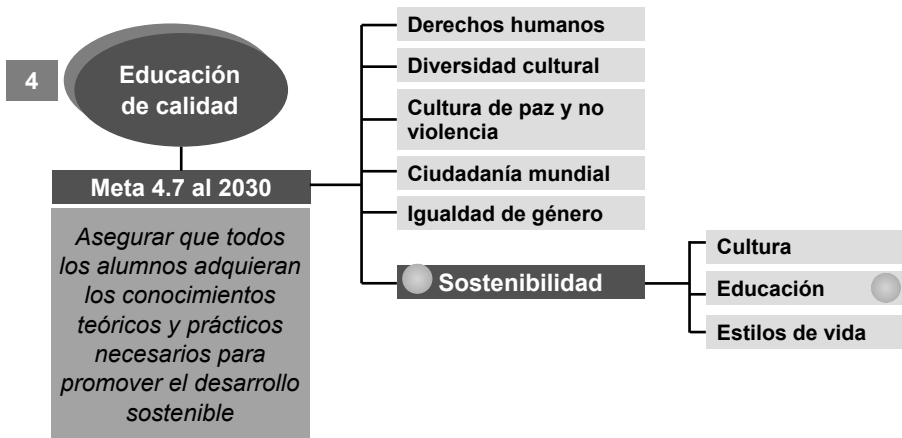 4
Educación
de calidad
Meta 4.7 al 2030
Asegurar que todos
los alumnos adquieran
los conocimientos
teóricos y prácticos
necesarios para
promover el desarrollo
sostenible
Derechos humanos
Diversidad cultural
Cultura de paz y no
violencia
Ciudadanía mundial
Igualdad de género
Sostenibilidad
Cultura
Educación
Estilos de vida